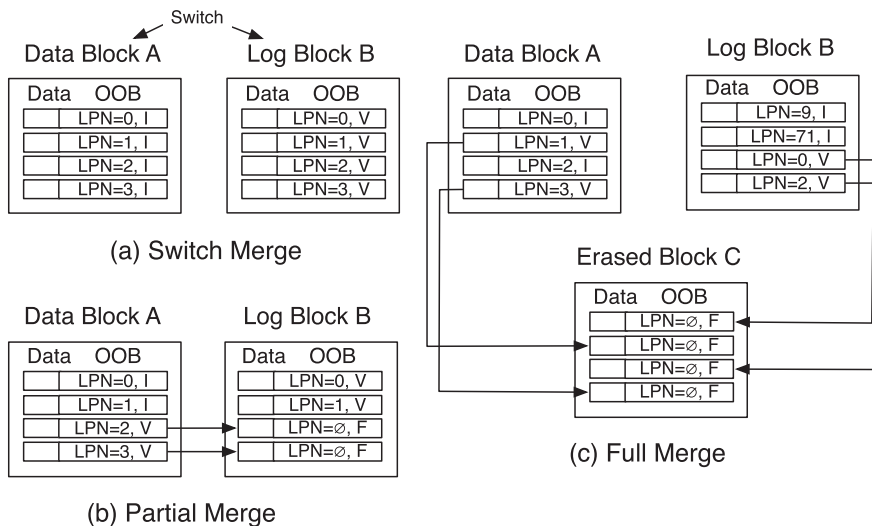 Switch
Data Block A
Log Block B
Data OOB
LPN=0, I
LPN=1, I
LPN=2, I
LPN=3, I
Data OOB
LPN=0, V
LPN=1, V
LPN=2, V
LPN=3, V
(a) Switch Merge
Data Block A
Log Block B
Data OOB
LPN=0, I
LPN=1, I
LPN=2, V
LPN=3, V
Data OOB
LPN=0, V
LPN=1, V
LPN=∅, F
LPN=∅, F
(b) Partial Merge
Data Block A
Log Block B
Data OOB
LPN=0, I
LPN=1, V
LPN=2, I
LPN=3, V
Data OOB
LPN=9, I
LPN=71, I
LPN=0, V
LPN=2, V
Erased Block C
Data OOB
LPN=∅, F
LPN=∅, F
LPN=∅, F
LPN=∅, F
(c) Full Merge